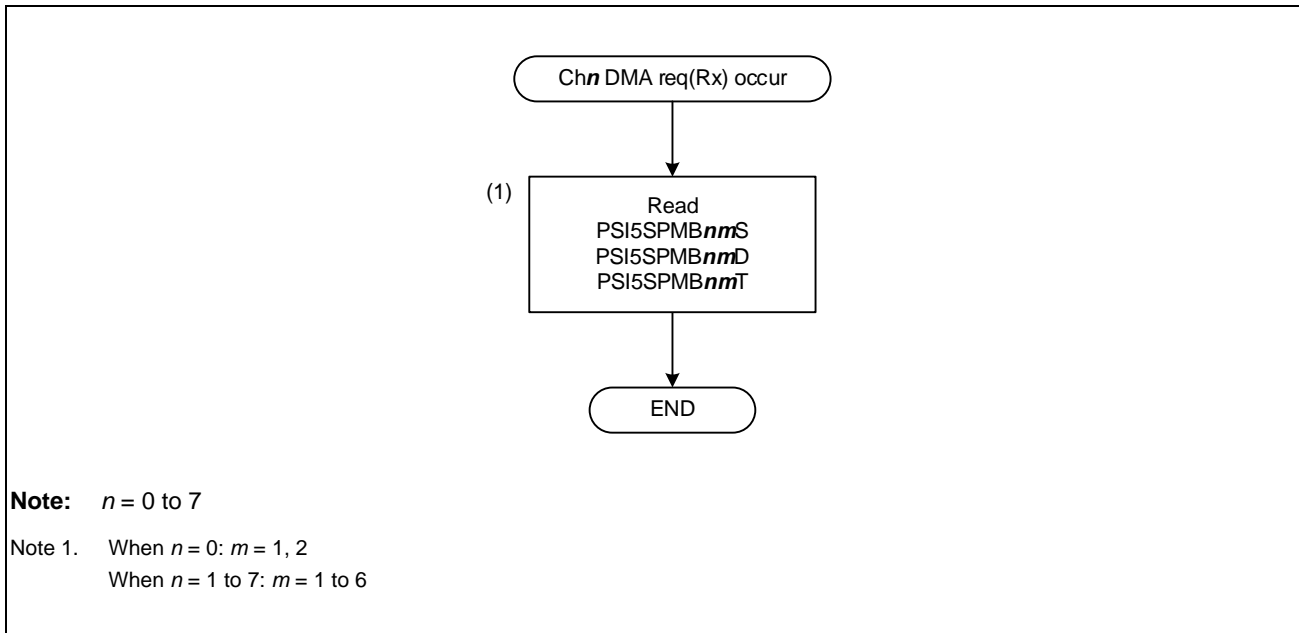 Chn DMA req(Rx) occur
(1)
Read
PSI5SPMBnmS
PSI5SPMBnmD
PSI5SPMBnmT
END
Note: n = 0 to 7
Note 1. When n = 0: m = 1, 2
When n = 1 to 7: m = 1 to 6